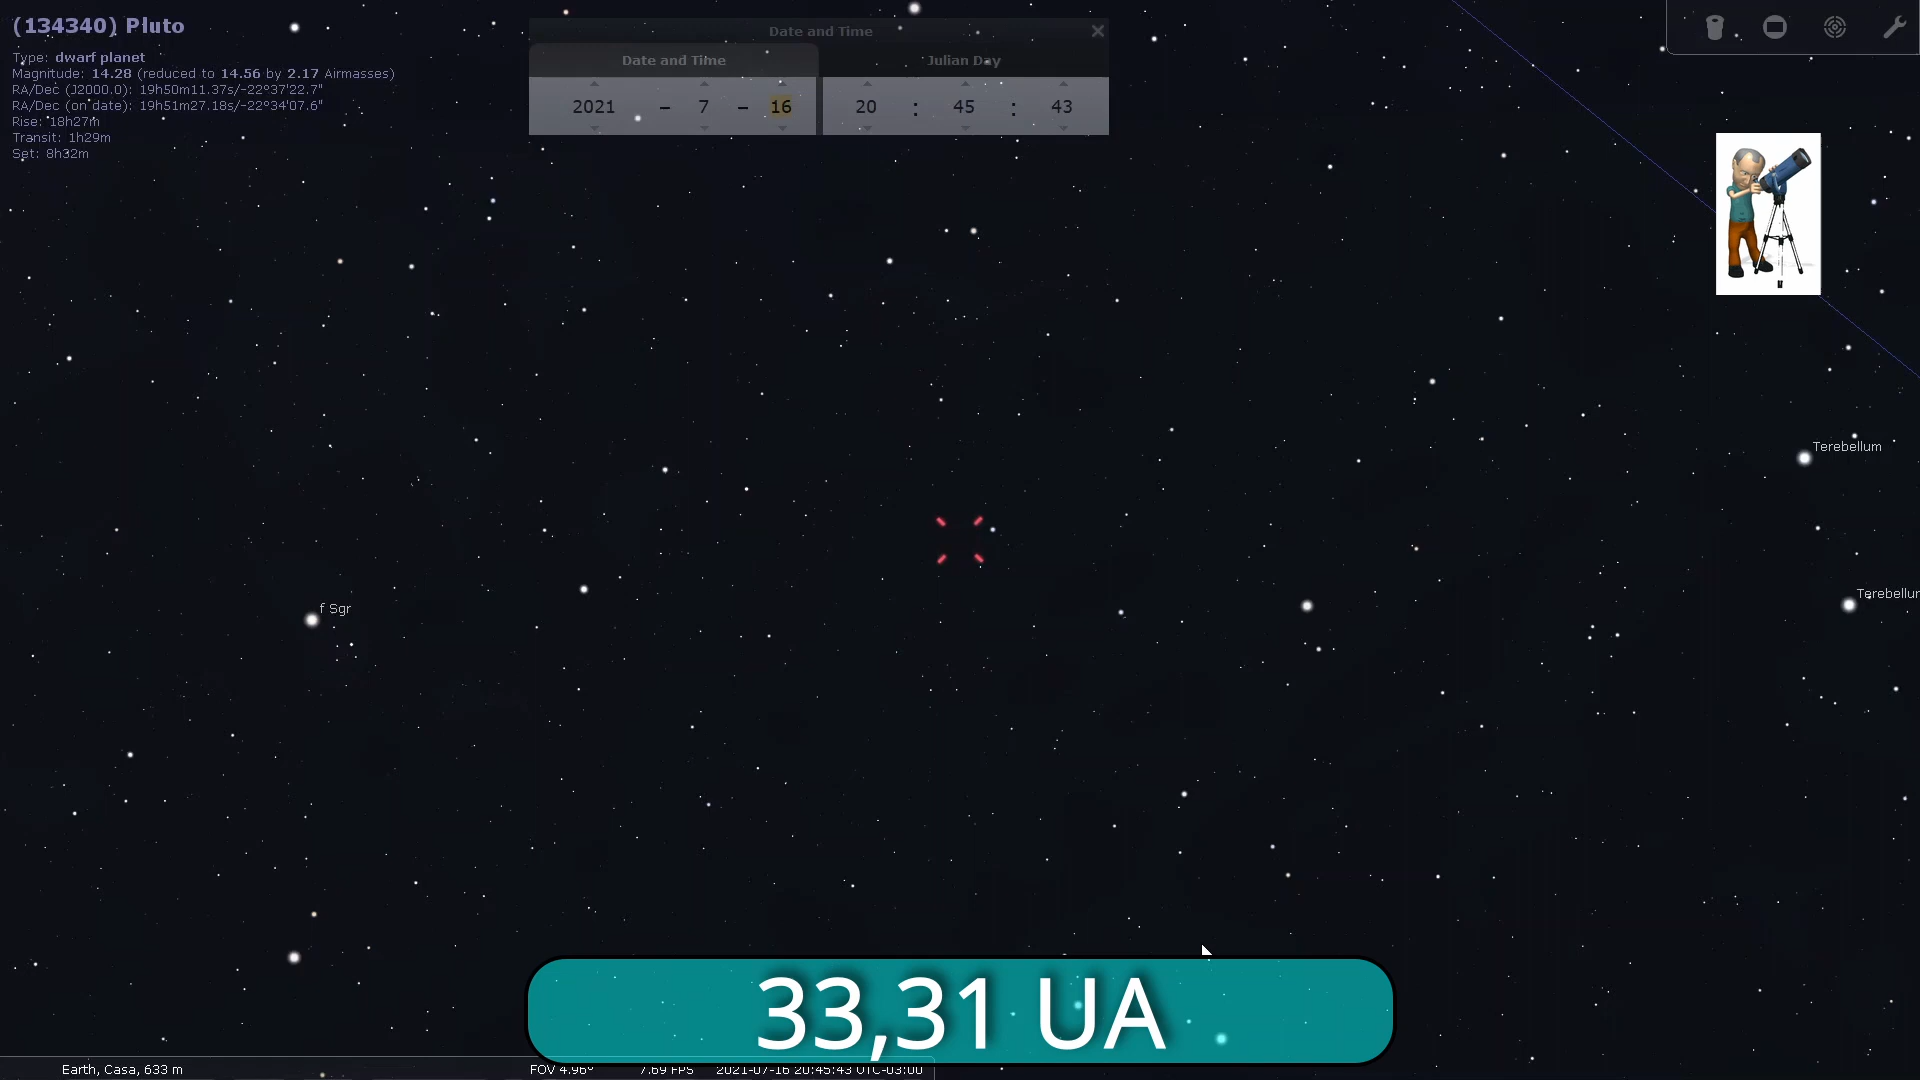 (134340) Pluto
Type: dwarf planet
Magnitude: 14.28 (reduced to 14.56 by 2.17 Airmasses)
RA/Dec (J2000.0): 19h50m11.37s/-22°37'22.7"
RA/Dec (on date): 19h51m27.18s/-22°34'07.6"
Rise: 18h27m
Transit: 1h29m
Set: 8h32m
Date and Time
Date and Time
Julian Day
2021 – 7 – 16
20 : 45 : 43
Terebellum
Terebellum
f Sgr
33,31 UA
Earth, Casa, 633 m
FOV 4.96°
7.69 FPS
2021-07-16 20:45:43 UTC-03:00